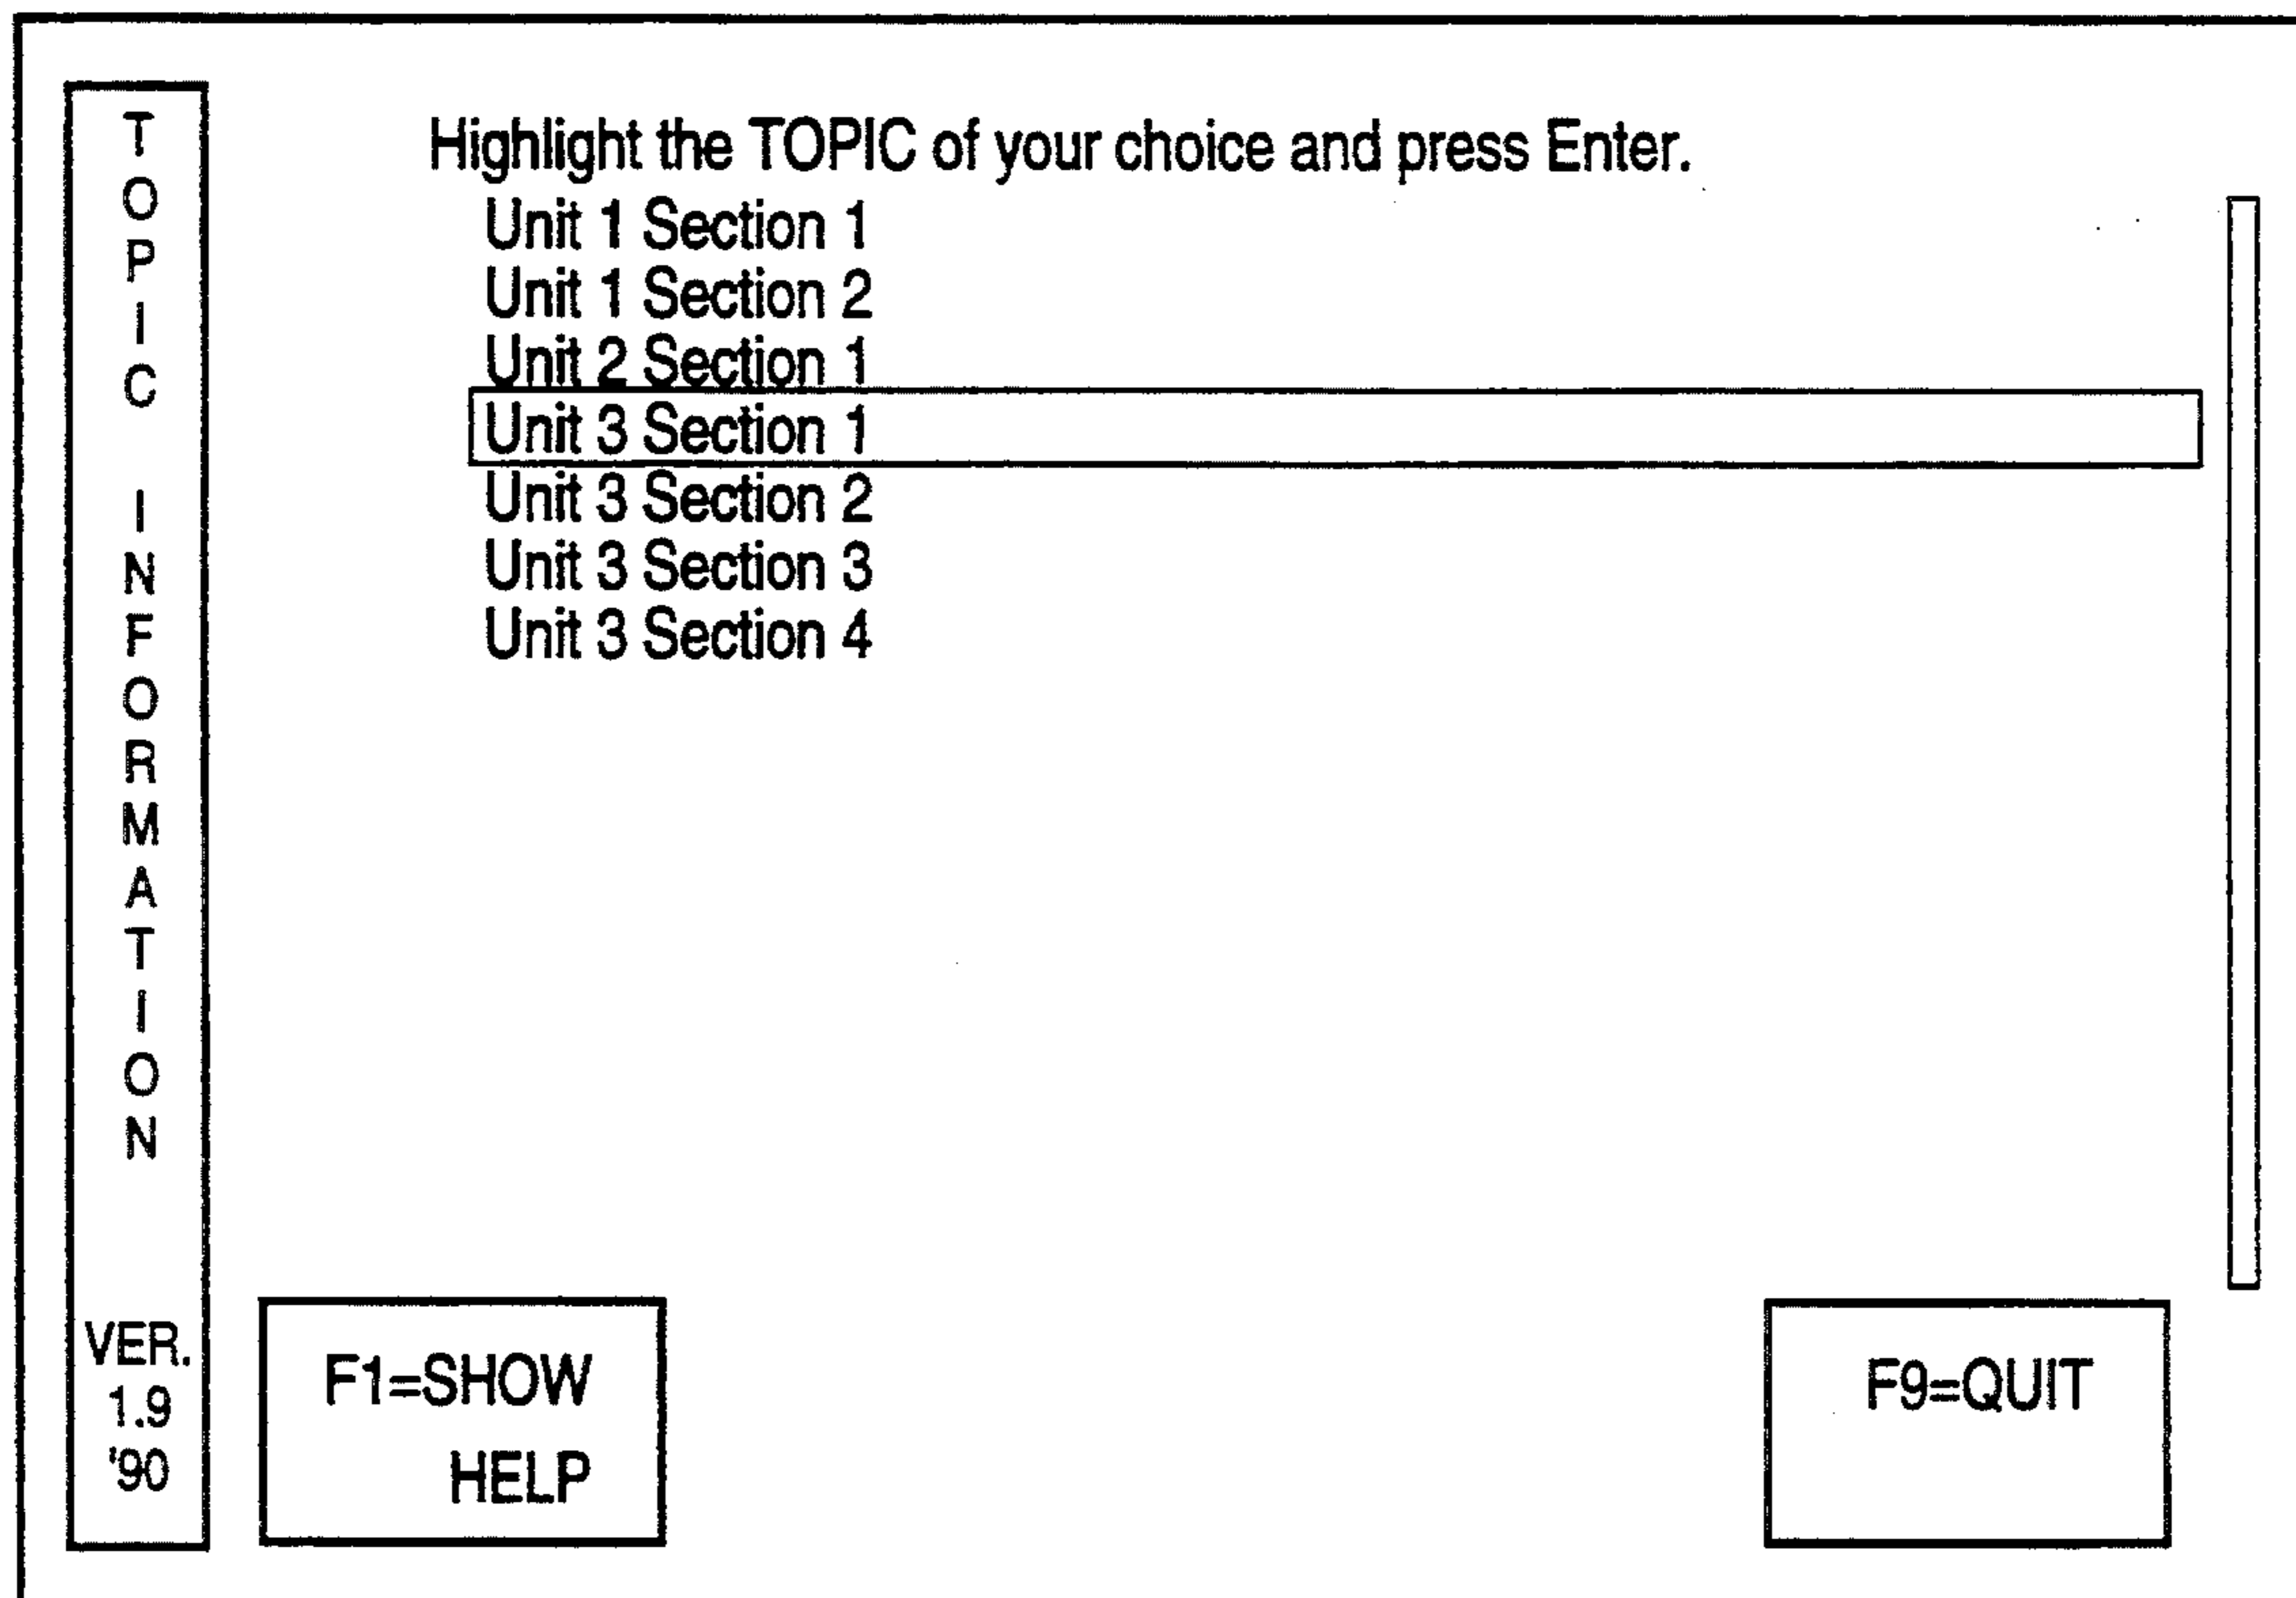 TOPIC INFORMATION
VER.
1.9
'90
Highlight the TOPIC of your choice and press Enter.
Unit 1 Section 1
Unit 1 Section 2
Unit 2 Section 1
Unit 3 Section 1
Unit 3 Section 2
Unit 3 Section 3
Unit 3 Section 4
F1=SHOW
HELP
F9=QUIT